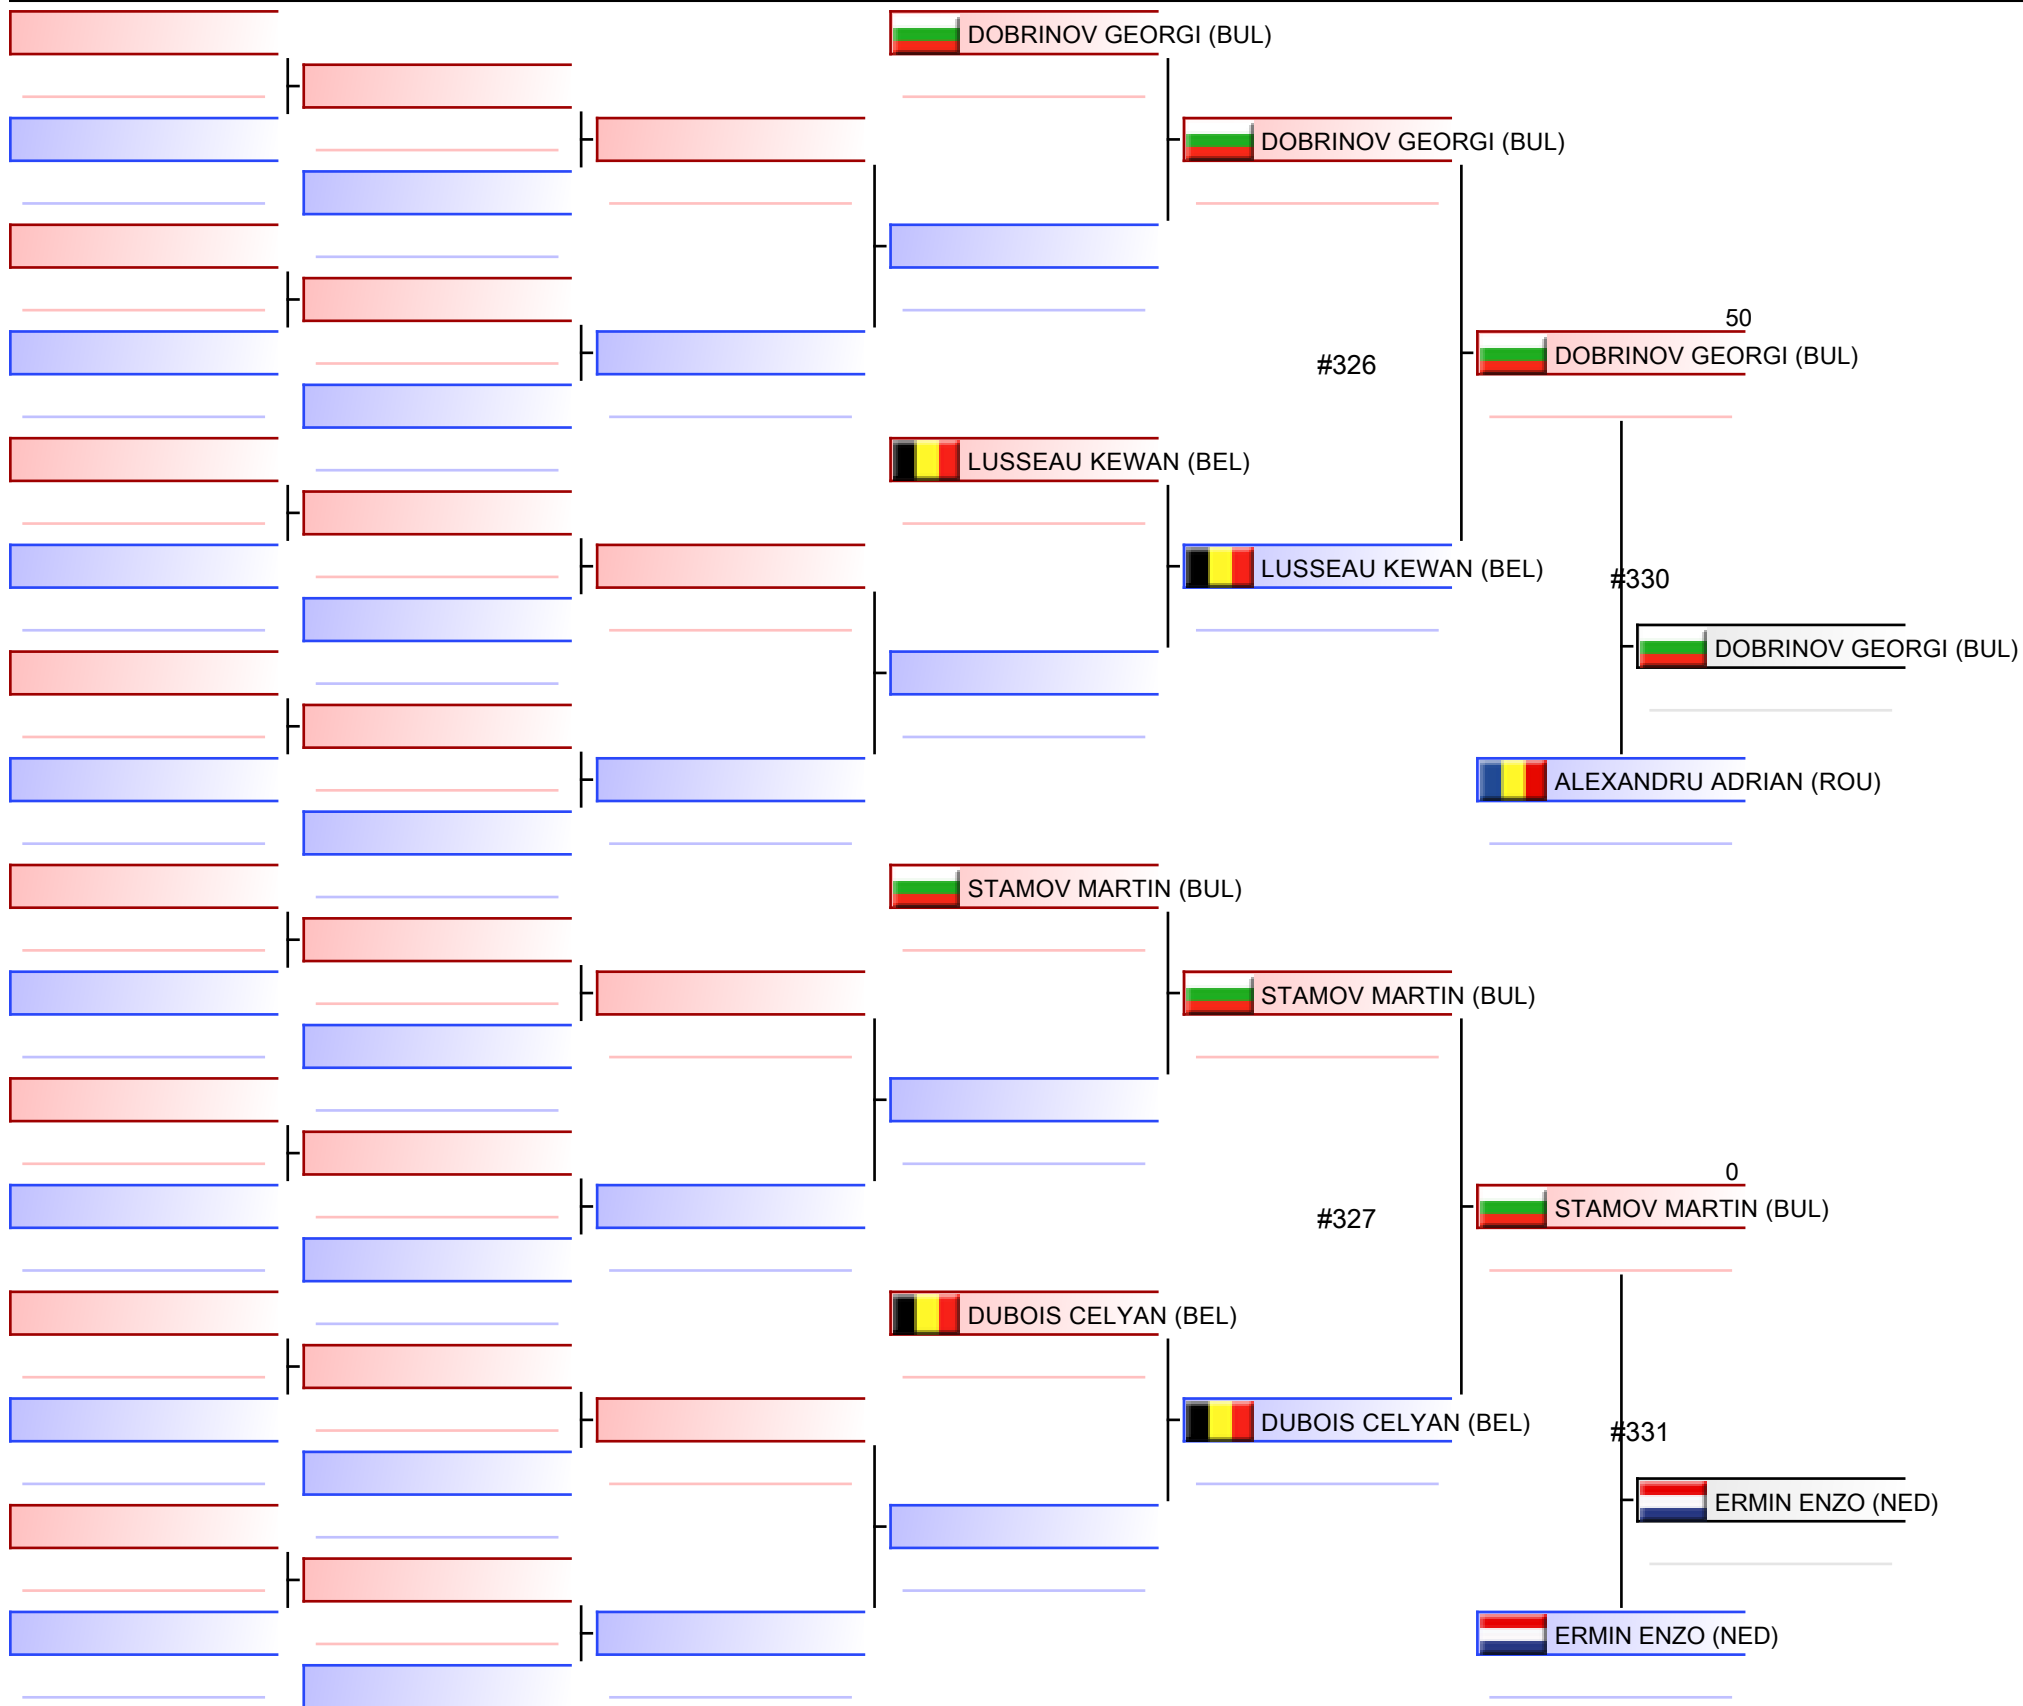 DOBRINOV GEORGI (BUL)
DOBRINOV GEORGI (BUL)
50
DOBRINOV GEORGI (BUL)
#326
LUSSEAU KEWAN (BEL)
LUSSEAU KEWAN (BEL)
#330
DOBRINOV GEORGI (BUL)
ALEXANDRU ADRIAN (ROU)
STAMOV MARTIN (BUL)
STAMOV MARTIN (BUL)
0
STAMOV MARTIN (BUL)
#327
DUBOIS CELYAN (BEL)
DUBOIS CELYAN (BEL)
#331
ERMIN ENZO (NED)
ERMIN ENZO (NED)